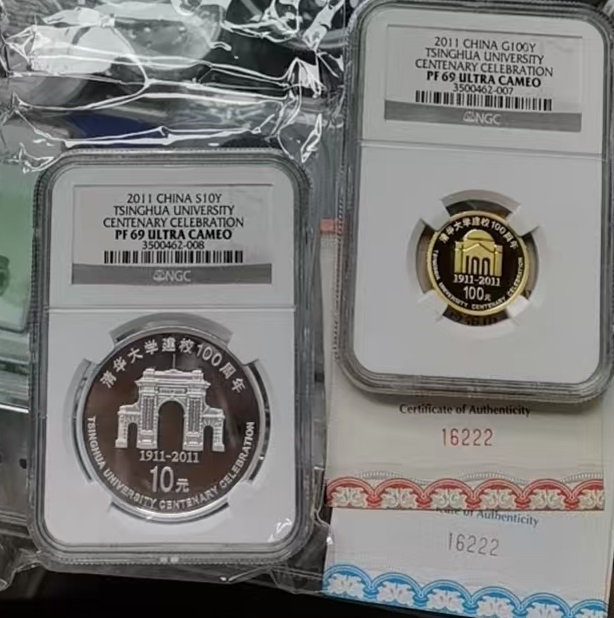 2011 CHINA G100Y
TSINGHUA UNIVERSITY
CENTENARY CELEBRATION
PF 69 ULTRA CAMEO
3500462-007
NGC
清华大学建校100周年
1911-2011
100元
TSINGHUA UNIVERSITY CENTENARY CELEBRATION
2011 CHINA S10Y
TSINGHUA UNIVERSITY
CENTENARY CELEBRATION
PF 69 ULTRA CAMEO
3500462-008
NGC
清华大学建校100周年
1911-2011
10元
TSINGHUA UNIVERSITY CENTENARY CELEBRATION
Certificate of Authenticity
16222
of Authenticity
16222